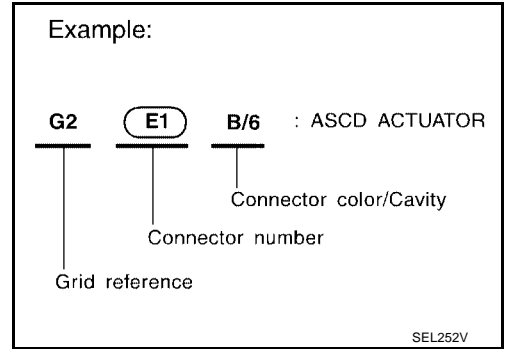 Example:
G2 E1 B/6 : ASCD ACTUATOR
Connector color/Cavity
Connector number
Grid reference
SEL252V